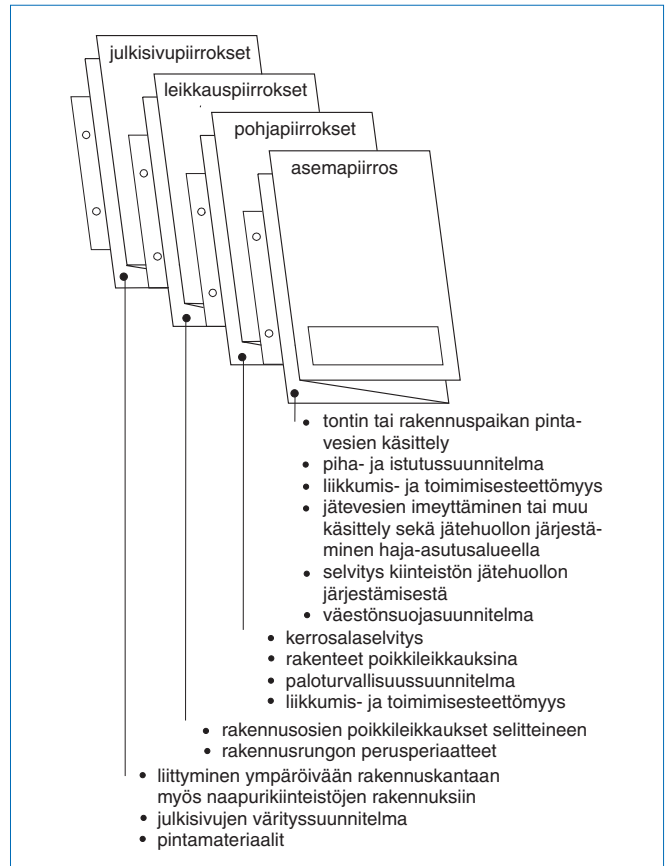 julkisivupiirrokset
leikkauspiirrokset
pohjapiirrokset
asemapiirros
• tontin tai rakennuspaikan pinta-
vesien käsittely
• piha- ja istutussuunnitelma
• liikkumis- ja toimimisesteettömyys
• jätevesien imeyttäminen tai muu
käsittely sekä jätehuollon järjestä-
minen haja-asutusalueella
• selvitys kiinteistön jätehuollon
järjestämisestä
• väestönsuojasuunnitelma
• kerrosalaselvitys
• rakenteet poikkileikkauksina
• paloturvallisuussuunnitelma
• liikkumis- ja toimimisesteettömyys
• rakennusosien poikkileikkaukset selitteineen
• rakennusrungon perusperiaatteet
• liittyminen ympäröivään rakennuskantaan
myös naapurikiinteistöjen rakennuksiin
• julkisivujen värityssuunnitelma
• pintamateriaalit